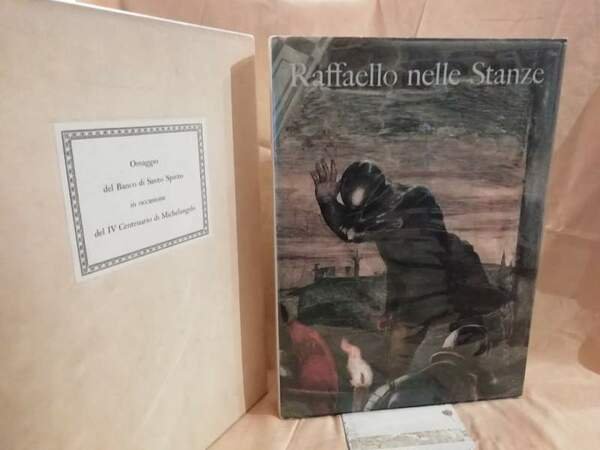 Omaggio
del Banco di Santo Spirito
in occasione
del IV Centenario di Michelangelo
Raffaello nelle Stanze